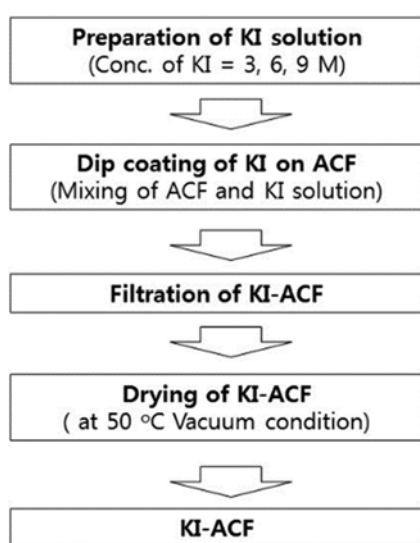 Preparation of KI solution
(Conc. of KI = 3, 6, 9 M)
Dip coating of KI on ACF
(Mixing of ACF and KI solution)
Filtration of KI-ACF
Drying of KI-ACF
( at 50 ºC Vacuum condition)
KI-ACF